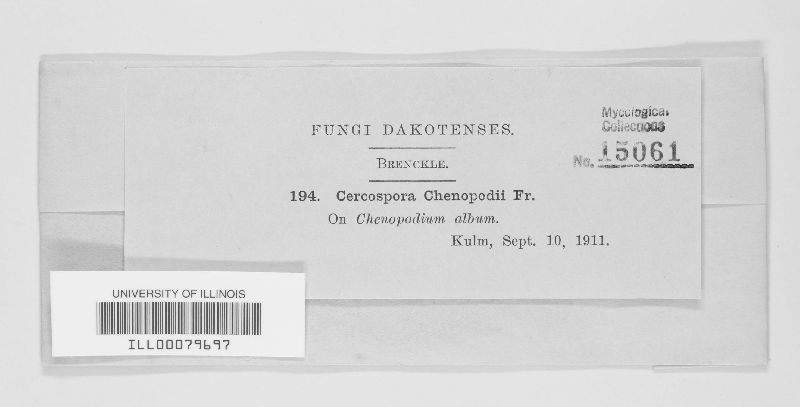 FUNGI DAKOTENSES.
BRENCKLE.
194. Cercospora Chenopodii Fr.
On Chenopodium album.
Kulm, Sept. 10, 1911.
Mycological
Collections
No. 15061
UNIVERSITY OF ILLINOIS
ILL00079697